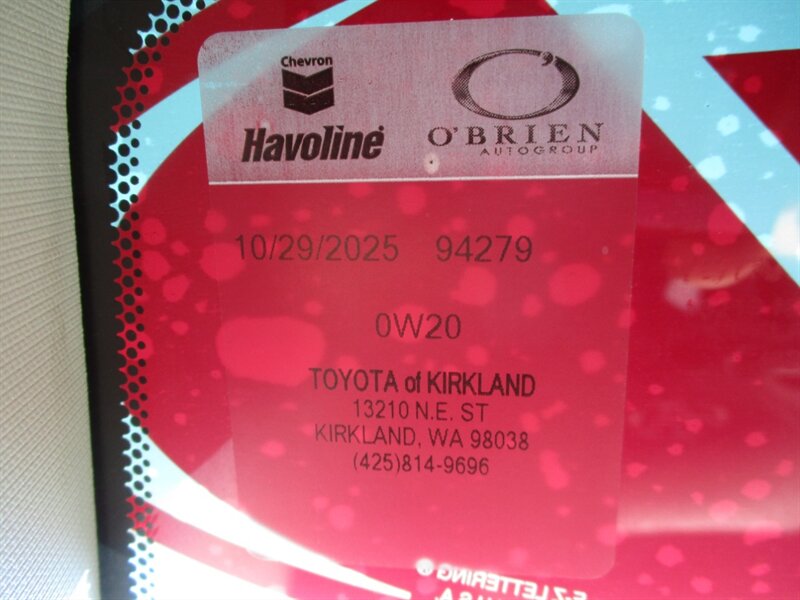 Chevron
Havoline
O'BRIEN
AUTOGROUP
10/29/2025 94279
0W20
TOYOTA of KIRKLAND
13210 N.E. ST
KIRKLAND, WA 98038
(425)814-9696
E-Z LETTERING ®
U.S.A.